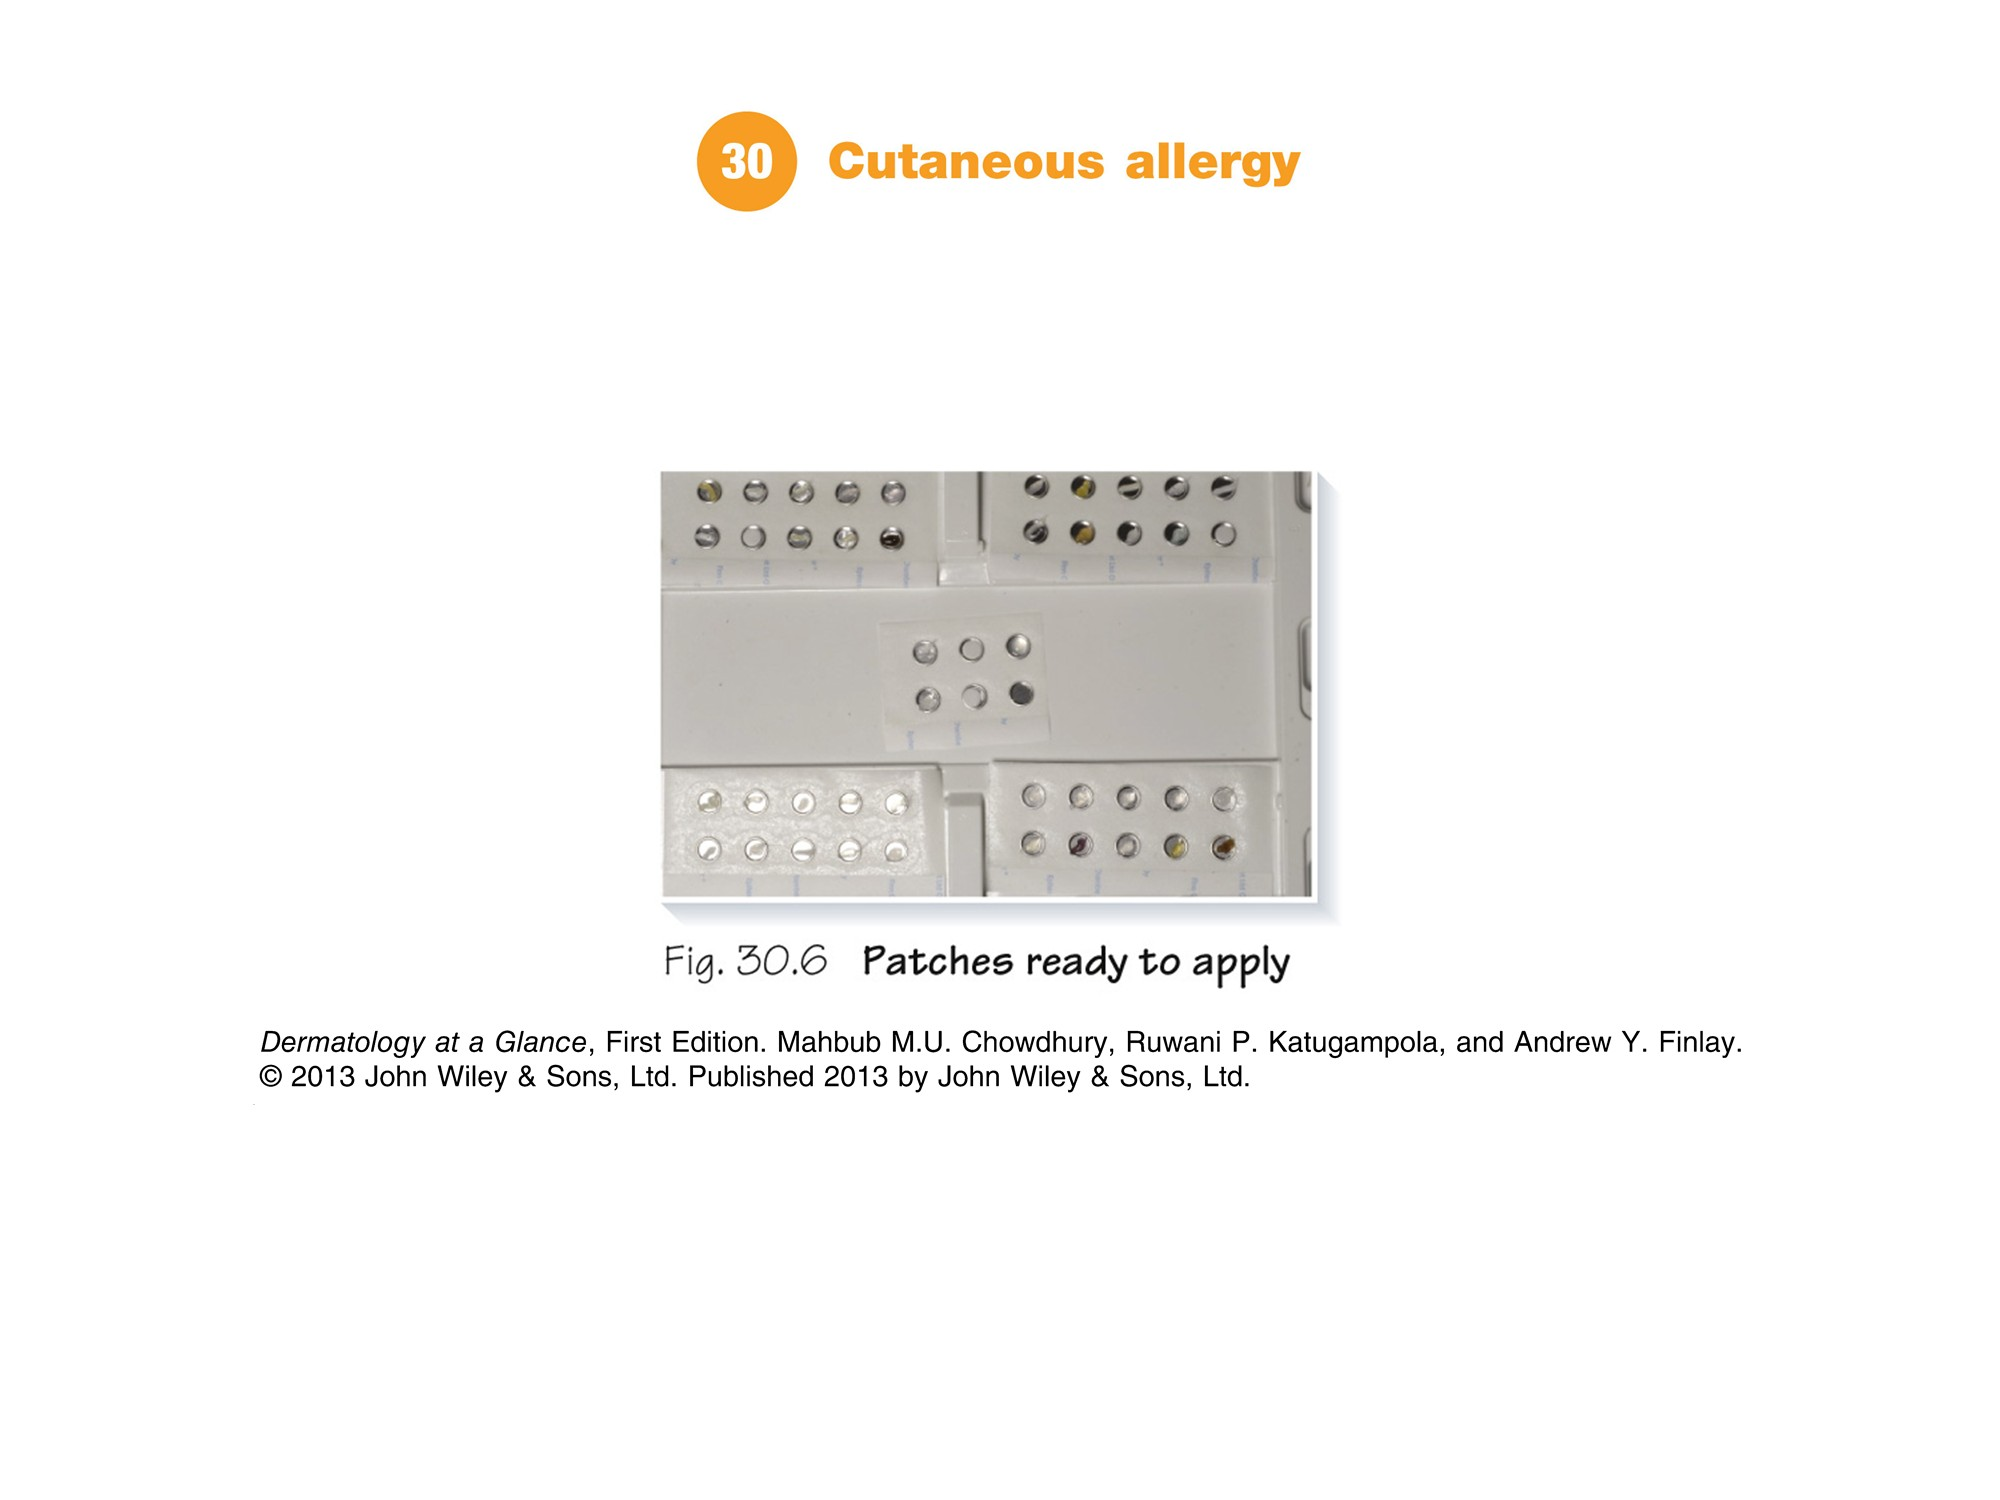 30 Cutaneous allergy
Fig. 30.6 Patches ready to apply
Dermatology at a Glance, First Edition. Mahbub M.U. Chowdhury, Ruwani P. Katugampola, and Andrew Y. Finlay.
© 2013 John Wiley & Sons, Ltd. Published 2013 by John Wiley & Sons, Ltd.